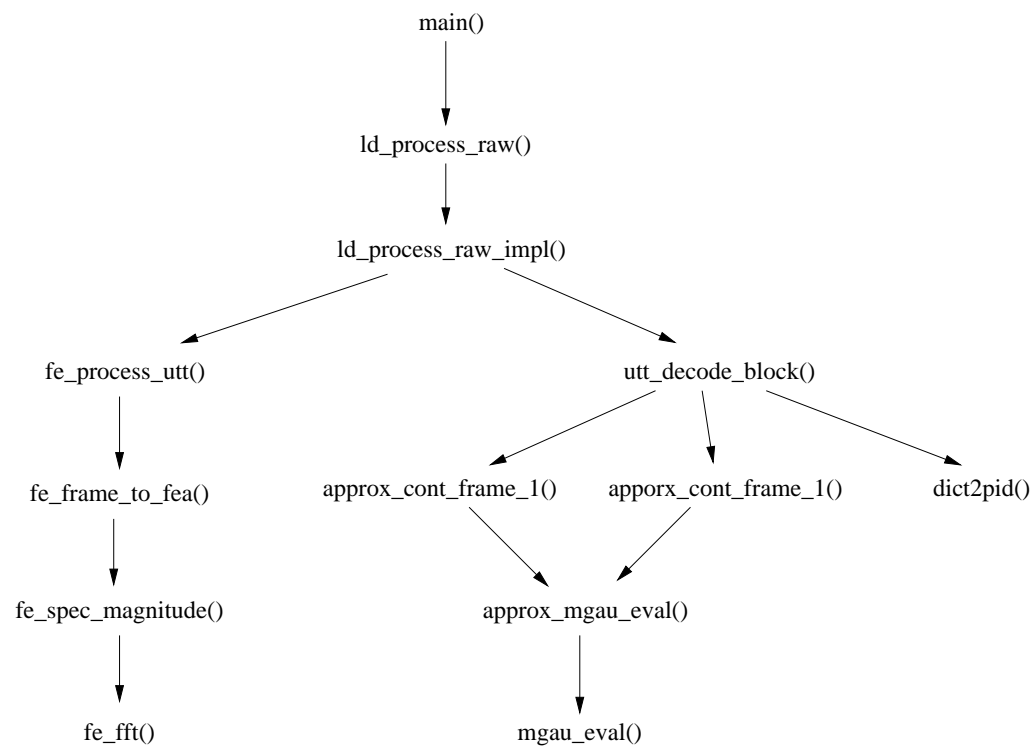 main()
ld_process_raw()
ld_process_raw_impl()
fe_process_utt()
utt_decode_block()
fe_frame_to_fea()
approx_cont_frame_1()
apporx_cont_frame_1()
dict2pid()
fe_spec_magnitude()
approx_mgau_eval()
fe_fft()
mgau_eval()